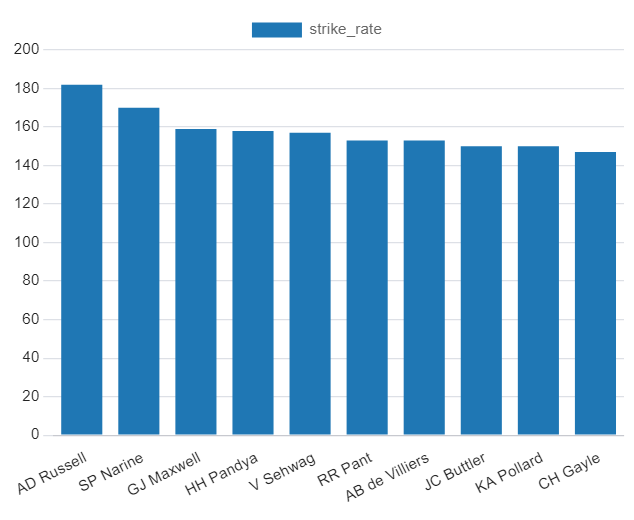 strike_rate
200
180
160
140
120
100
80
60
40
20
0
AD Russell
SP Narine
GJ Maxwell
HH Pandya
V Sehwag
RR Pant
AB de Villiers
JC Buttler
KA Pollard
CH Gayle